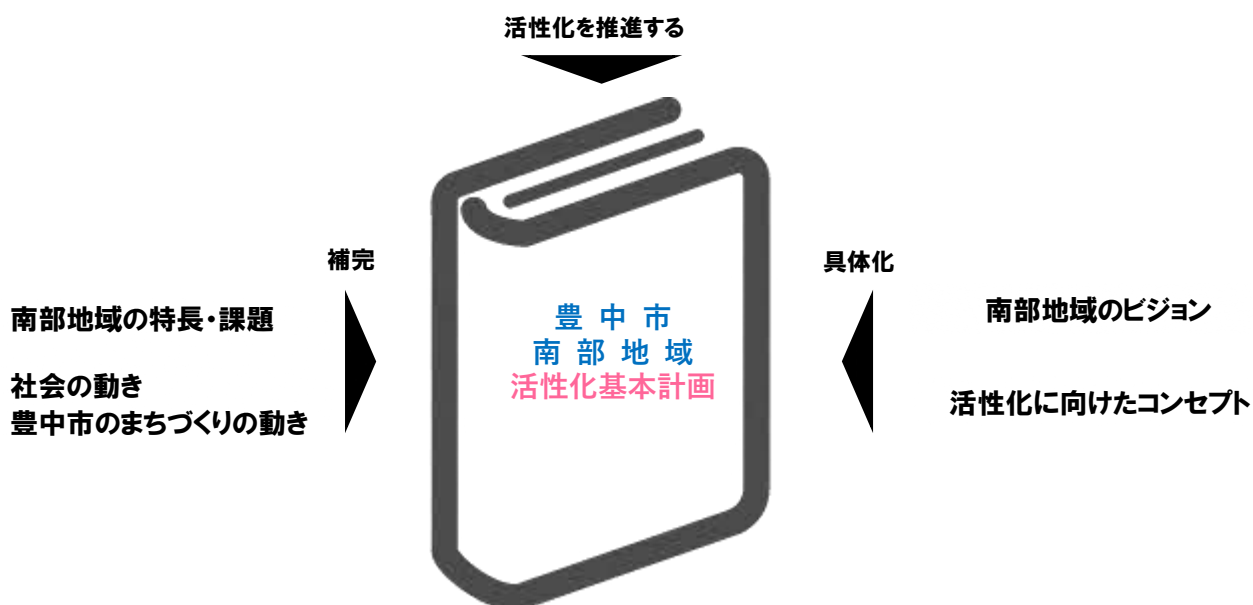 活性化を推進する
補完
南部地域の特長・課題
社会の動き
豊中市のまちづくりの動き
豊 中 市
南 部 地 域
活性化基本計画
具体化
南部地域のビジョン
活性化に向けたコンセプト